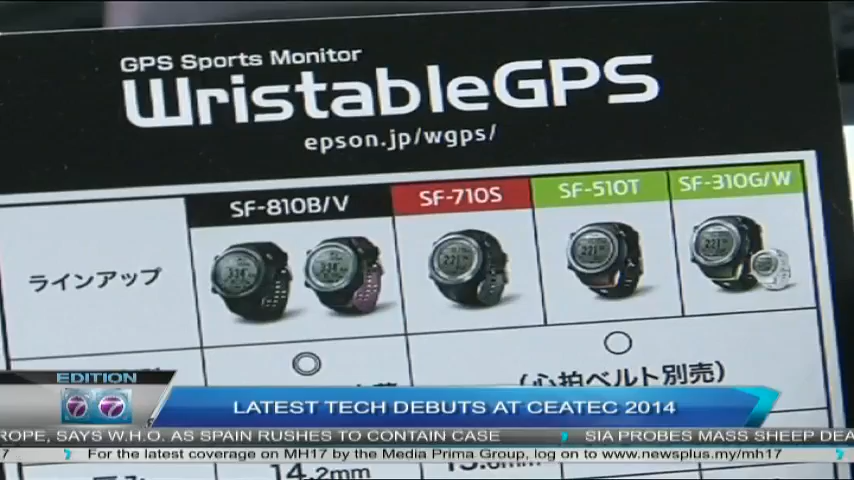 GPS Sports Monitor
WristableGPS
epson.jp/wgps/
SF-810B/V
SF-710S
SF-510T
SF-310G/W
ラインアップ
◎
○
(心拍ベルト別売)
EDITION
7 7
LATEST TECH DEBUTS AT CEATEC 2014
ROPE, SAYS W.H.O. AS SPAIN RUSHES TO CONTAIN CASE
SIA PROBES MASS SHEEP DEA
For the latest coverage on MH17 by the Media Prima Group, log on to www.newsplus.my/mh17
14.2mm